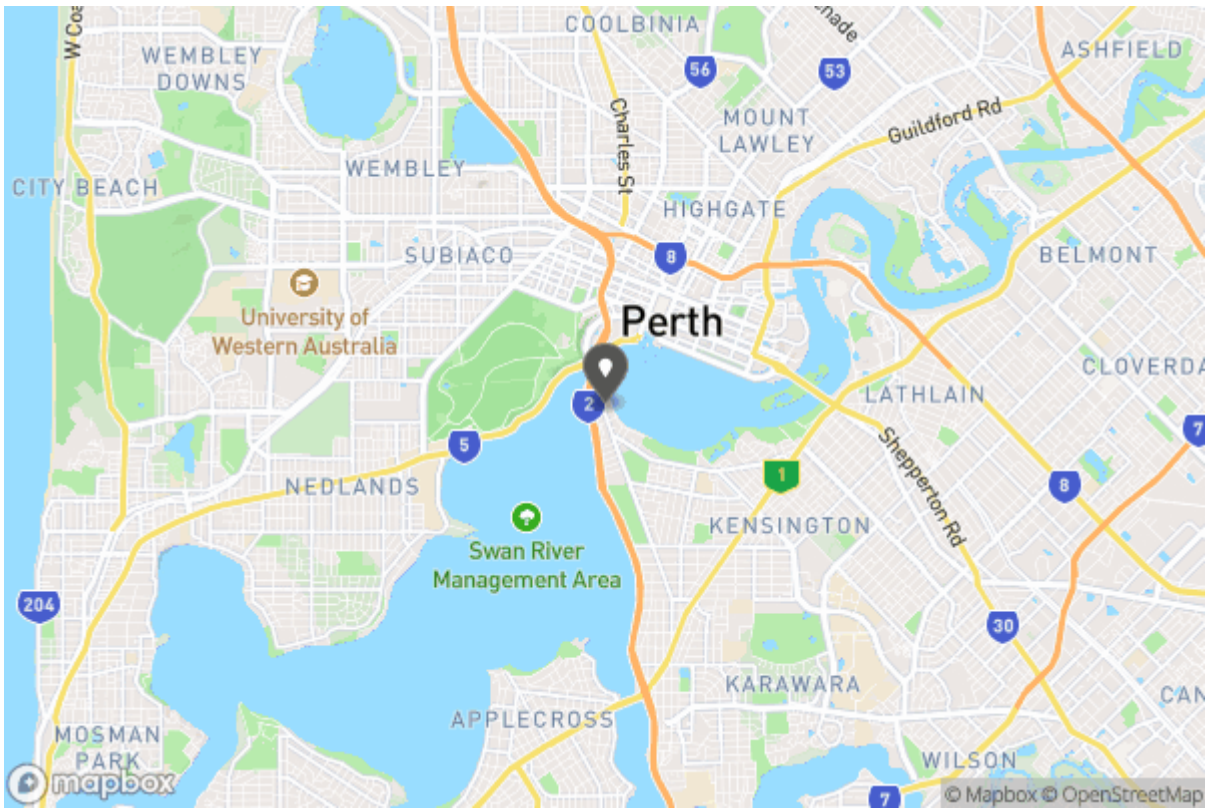 W Coa
COOLBINIA
enade
ASHFIELD
WEMBLEY
DOWNS
56
53
Charles St
MOUNT
LAWLEY
Guildford Rd
WEMBLEY
CITY BEACH
HIGHGATE
SUBIACO
8
BELMONT
University of
Western Australia
Perth
CLOVERDA
LATHLAIN
2
5
Shepperton Rd
7
NEDLANDS
1
8
KENSINGTON
Swan River
Management Area
204
30
KARAWARA
CAN
APPLECROSS
MOSMAN
PARK
WILSON
mapbox
7
© Mapbox © OpenStreetMap